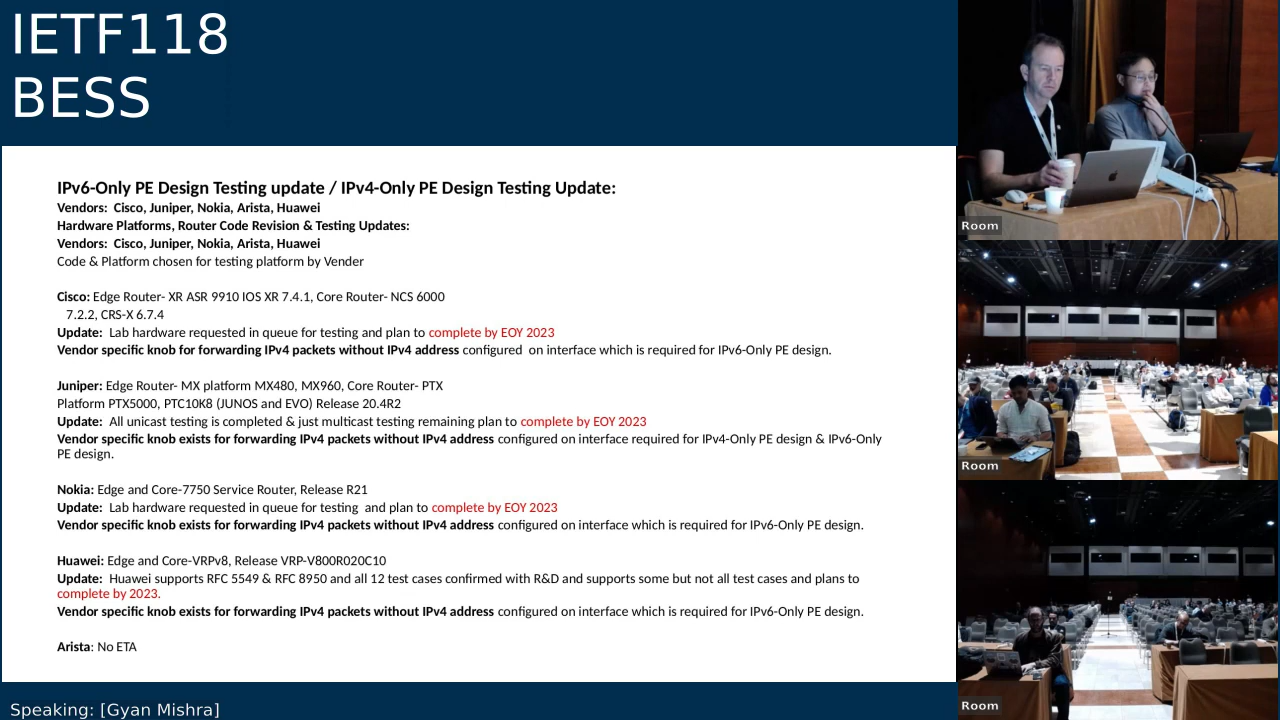 IETF118
BESS
IPv6-Only PE Design Testing update / IPv4-Only PE Design Testing Update:
Vendors: Cisco, Juniper, Nokia, Arista, Huawei
Hardware Platforms, Router Code Revision & Testing Updates:
Vendors: Cisco, Juniper, Nokia, Arista, Huawei
Code & Platform chosen for testing platform by Vender
Cisco: Edge Router- XR ASR 9910 IOS XR 7.4.1, Core Router- NCS 6000
7.2.2, CRS-X 6.7.4
Update: Lab hardware requested in queue for testing and plan to complete by EOY 2023
Vendor specific knob for forwarding IPv4 packets without IPv4 address configured on interface which is required for IPv6-Only PE design.
Juniper: Edge Router- MX platform MX480, MX960, Core Router- PTX
Platform PTX5000, PTC10K8 (JUNOS and EVO) Release 20.4R2
Update: All unicast testing is completed & just multicast testing remaining plan to complete by EOY 2023
Vendor specific knob exists for forwarding IPv4 packets without IPv4 address configured on interface required for IPv4-Only PE design & IPv6-Only
PE design.
Nokia: Edge and Core-7750 Service Router, Release R21
Update: Lab hardware requested in queue for testing and plan to complete by EOY 2023
Vendor specific knob exists for forwarding IPv4 packets without IPv4 address configured on interface which is required for IPv6-Only PE design.
Huawei: Edge and Core-VRPv8, Release VRP-V800R020C10
Update: Huawei supports RFC 5549 & RFC 8950 and all 12 test cases confirmed with R&D and supports some but not all test cases and plans to
complete by 2023.
Vendor specific knob exists for forwarding IPv4 packets without IPv4 address configured on interface which is required for IPv6-Only PE design.
Arista: No ETA
Speaking: [Gyan Mishra]
Room
Room
Room